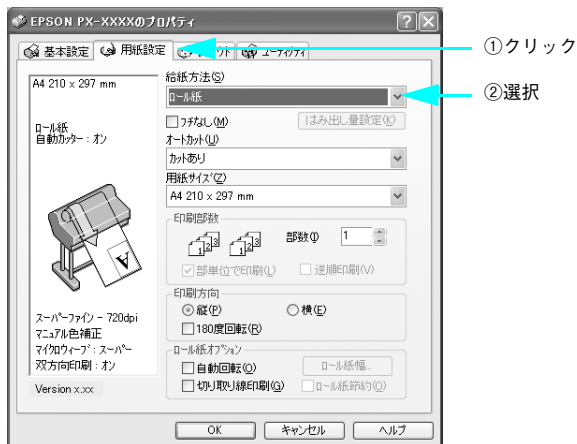 EPSON PX-XXXXのプロパティ
基本設定
用紙設定
ユーティリティ
①クリック
②選択
A4 210 x 297 mm
ロール紙
自動カッター：オン
スーパーファイン - 720dpi
マニュアル色補正
マイクロウィーブ：スーパー
双方向印刷：オン
Version x.xx
給紙方法(S)
ロール紙
フチなし(M)
はみ出し量設定(K)
オートカット(U)
カットあり
用紙サイズ(Z)
A4 210 x 297 mm
印刷部数
部数(I) 1
部単位で印刷(L)
逆順印刷(V)
印刷方向
縦(P)
横(E)
180度回転(R)
ロール紙オプション
自動回転(O)
ロール紙幅...
切り取り線印刷(G)
ロール紙節約(O)
OK
キャンセル
ヘルプ